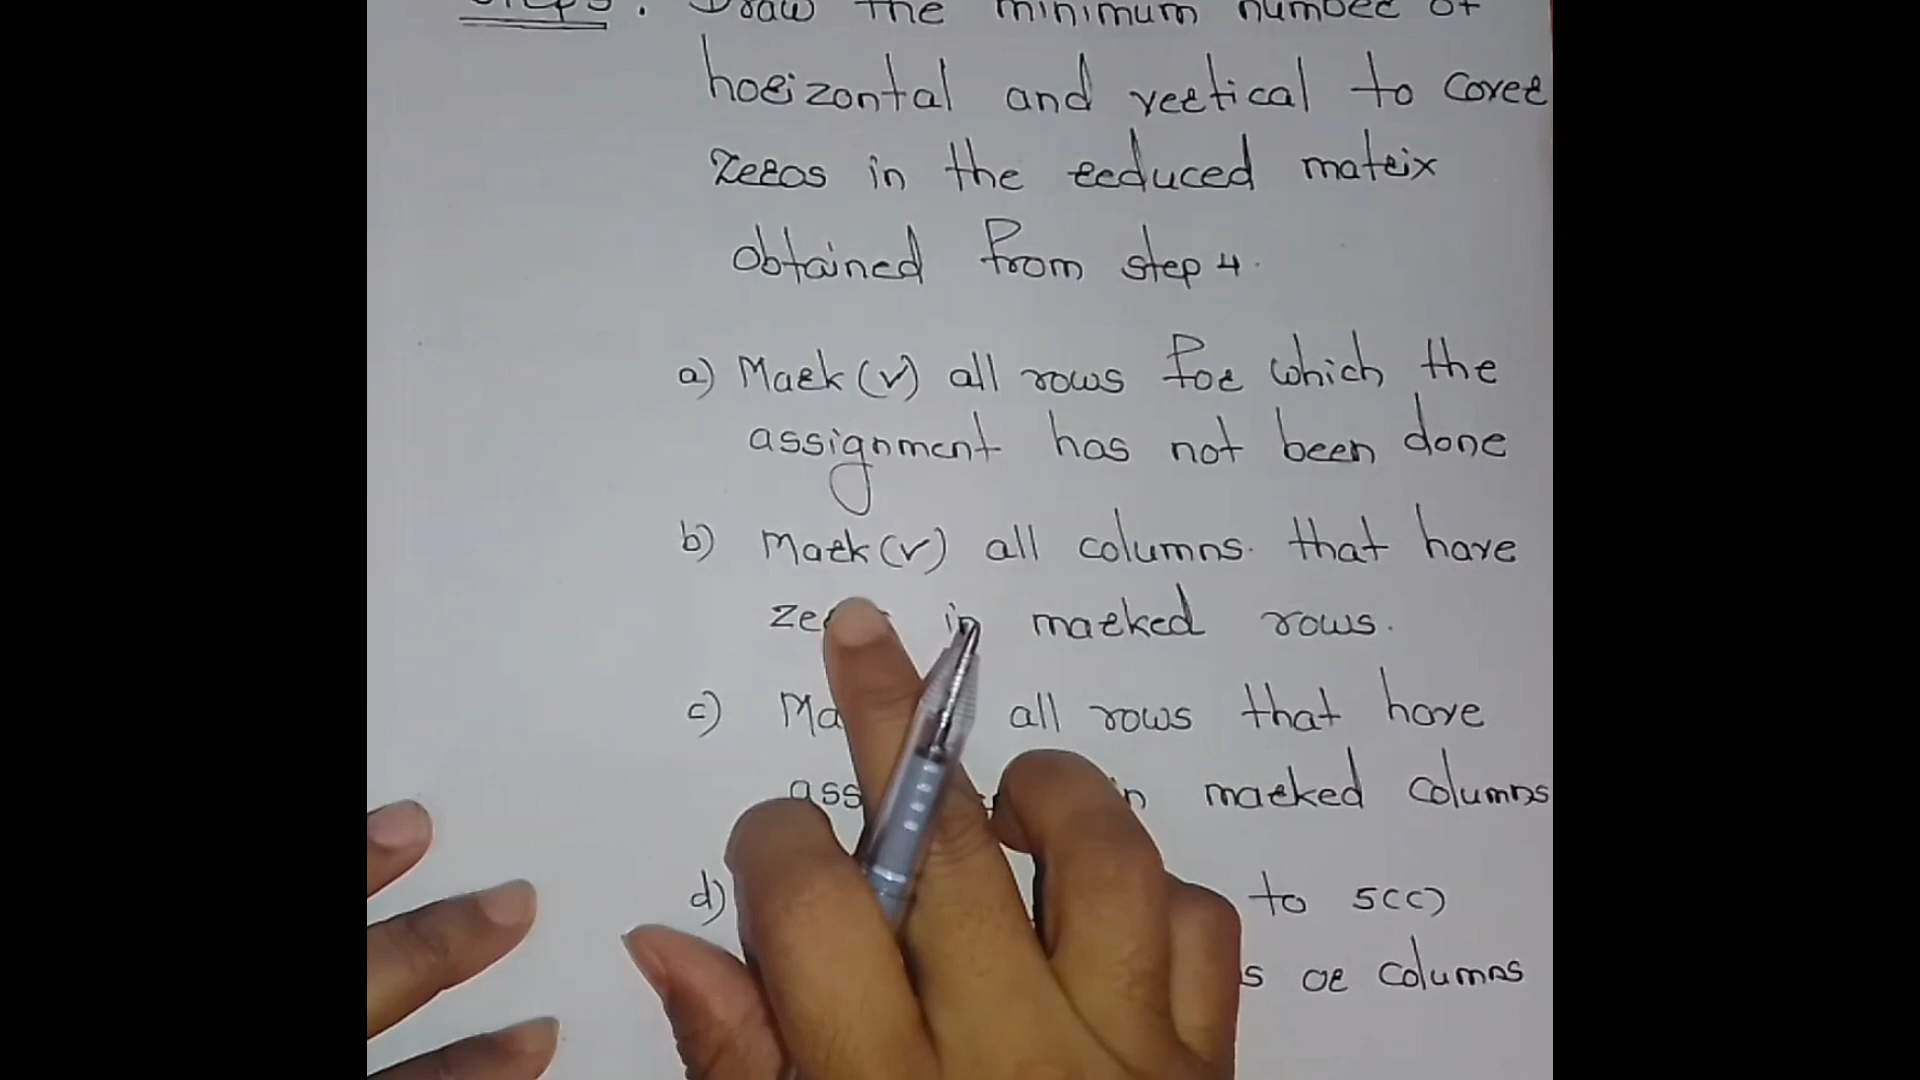 Step 5 : Draw the minimum number of
horizontal and vertical to cover
zeros in the reduced matrix
obtained from step 4.
a) Mark (✓) all rows for which the
assignment has not been done
b) Mark (✓) all columns that have
in marked rows.
c) all rows that have
marked columns
d) to 5(c)
or columns